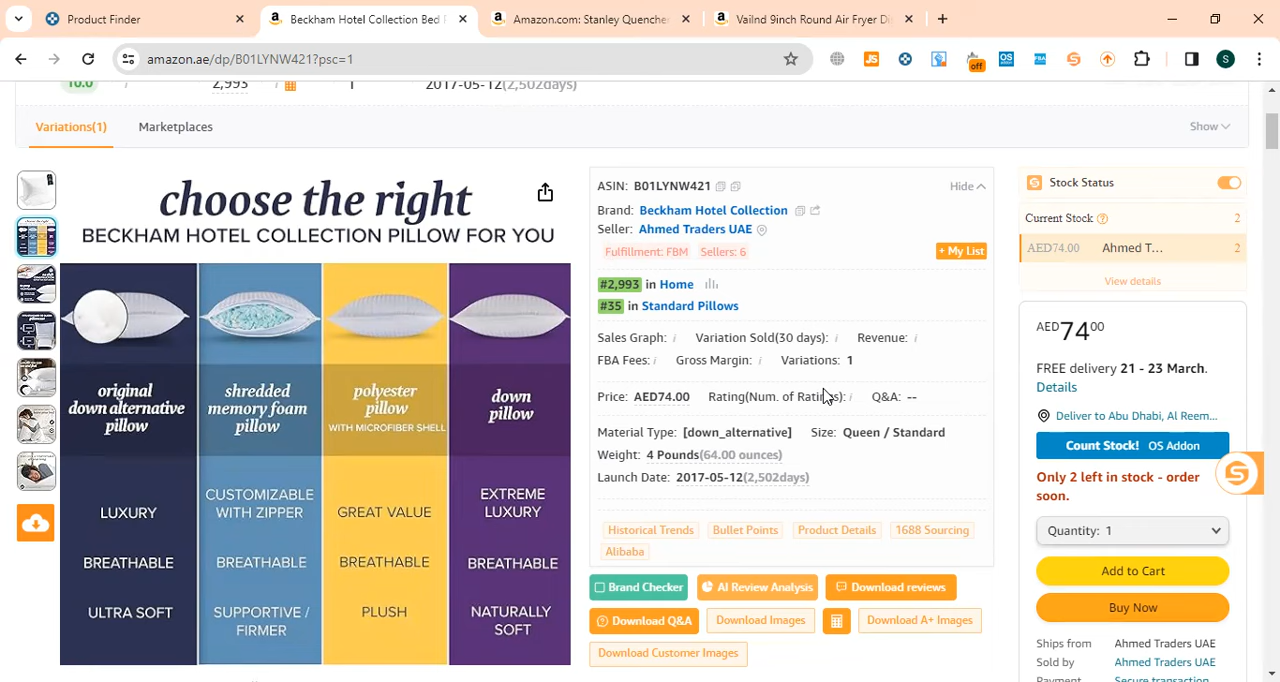 Product Finder
Beckham Hotel Collection Bed P
Amazon.com: Stanley Quencher
Vailnd 9inch Round Air Fryer Di
amazon.ae/dp/B01LYNW421?psc=1
JS
off
OS
FBA
S
10.0
2,993
1
2017-05-12(2,502days)
Variations(1)
Marketplaces
Show
choose the right
BECKHAM HOTEL COLLECTION PILLOW FOR YOU
original
down alternative
pillow
shredded
memory foam
pillow
polyester
pillow
WITH MICROFIBER SHELL
down
pillow
LUXURY
CUSTOMIZABLE
WITH ZIPPER
GREAT VALUE
EXTREME
LUXURY
BREATHABLE
BREATHABLE
BREATHABLE
BREATHABLE
ULTRA SOFT
SUPPORTIVE /
FIRMER
PLUSH
NATURALLY
SOFT
ASIN: B01LYNW421
Hide
Brand: Beckham Hotel Collection
Seller: Ahmed Traders UAE
Fulfillment: FBM Sellers: 6
+ My List
#2,993 in Home
#35 in Standard Pillows
Sales Graph: i Variation Sold(30 days): i Revenue: i
FBA Fees: i Gross Margin: i Variations: 1
Price: AED74.00 Rating(Num. of Ratings): i Q&A: --
Material Type: [down_alternative] Size: Queen / Standard
Weight: 4 Pounds(64.00 ounces)
Launch Date: 2017-05-12(2,502days)
Historical Trends Bullet Points Product Details 1688 Sourcing
Alibaba
Brand Checker AI Review Analysis Download reviews
Download Q&A Download Images Download A+ Images
Download Customer Images
Stock Status
Current Stock ? 2
AED74.00 Ahmed T... 2
View details
AED7400
FREE delivery 21 - 23 March.
Details
Deliver to Abu Dhabi, Al Reem...
Count Stock! OS Addon
Only 2 left in stock - order
soon.
Quantity: 1
Add to Cart
Buy Now
Ships from Ahmed Traders UAE
Sold by Ahmed Traders UAE
Payment Secure transaction